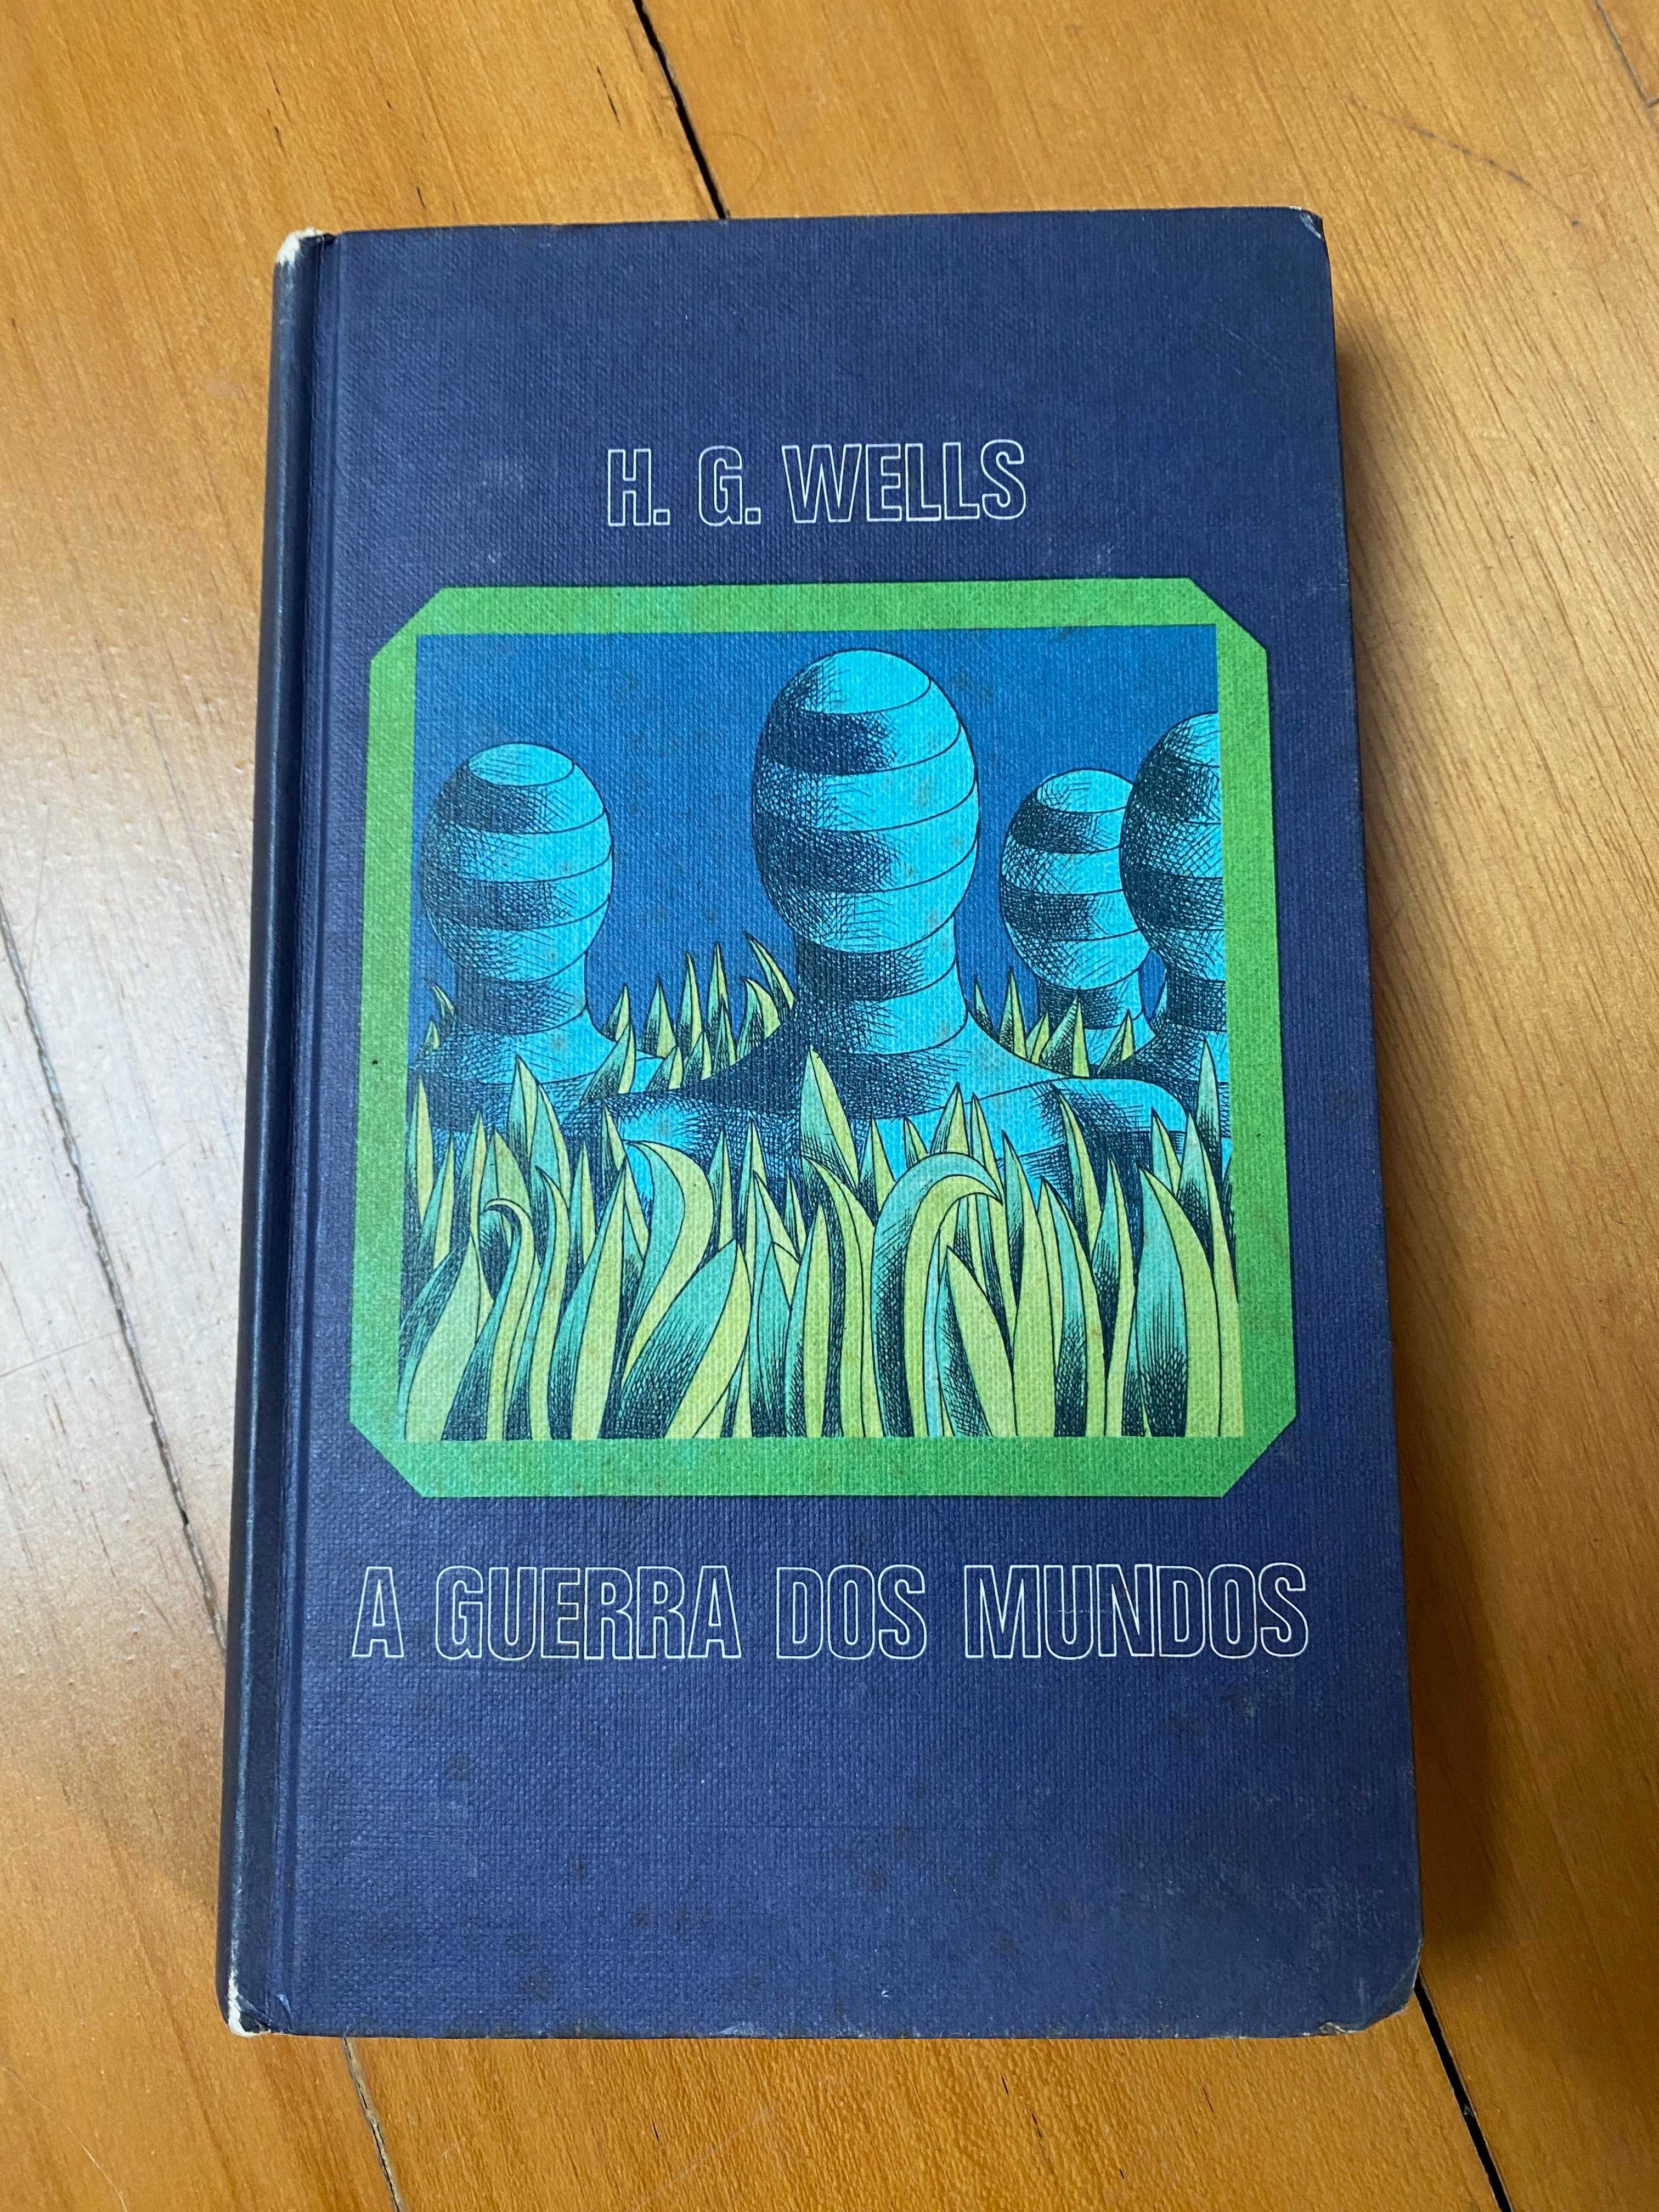 H. G. WELLS
A GUERRA DOS MUNDOS